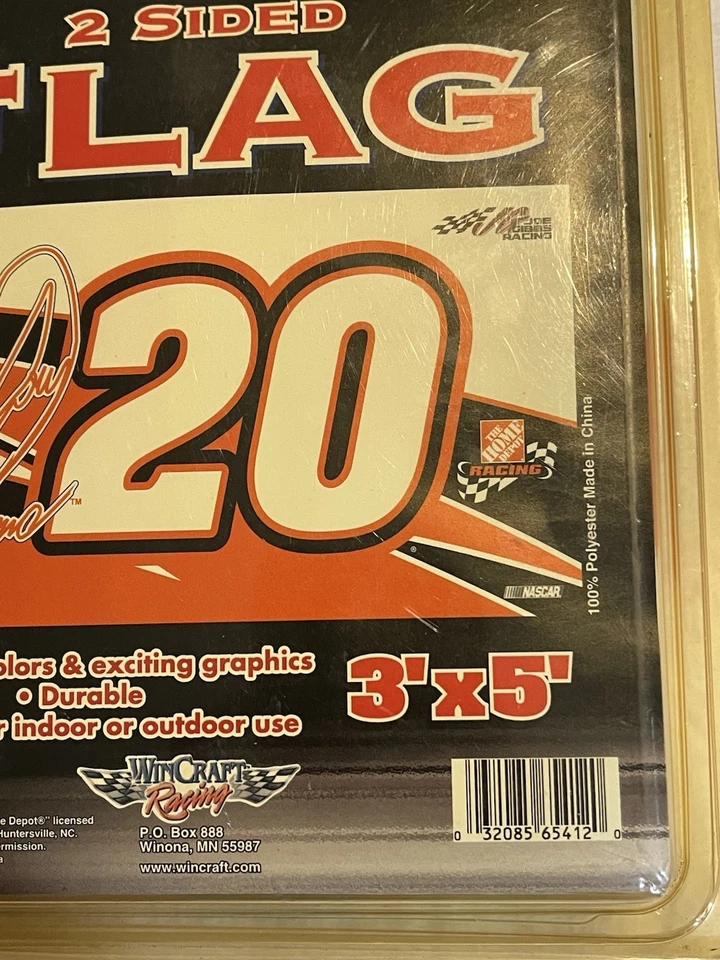 2 SIDED
FLAG
JOE
GIBBS
RACING
20
THE
HOME
DEPOT
RACING
TM
®
NASCAR
100% Polyester Made in China
olors & exciting graphics
• Durable
r indoor or outdoor use
3'x5'
WINCRAFT
Racing
P.O. Box 888
Winona, MN 55987
www.wincraft.com
e Depot®" licensed
Huntersville, NC.
ermission.
a
0 32085 65412 0